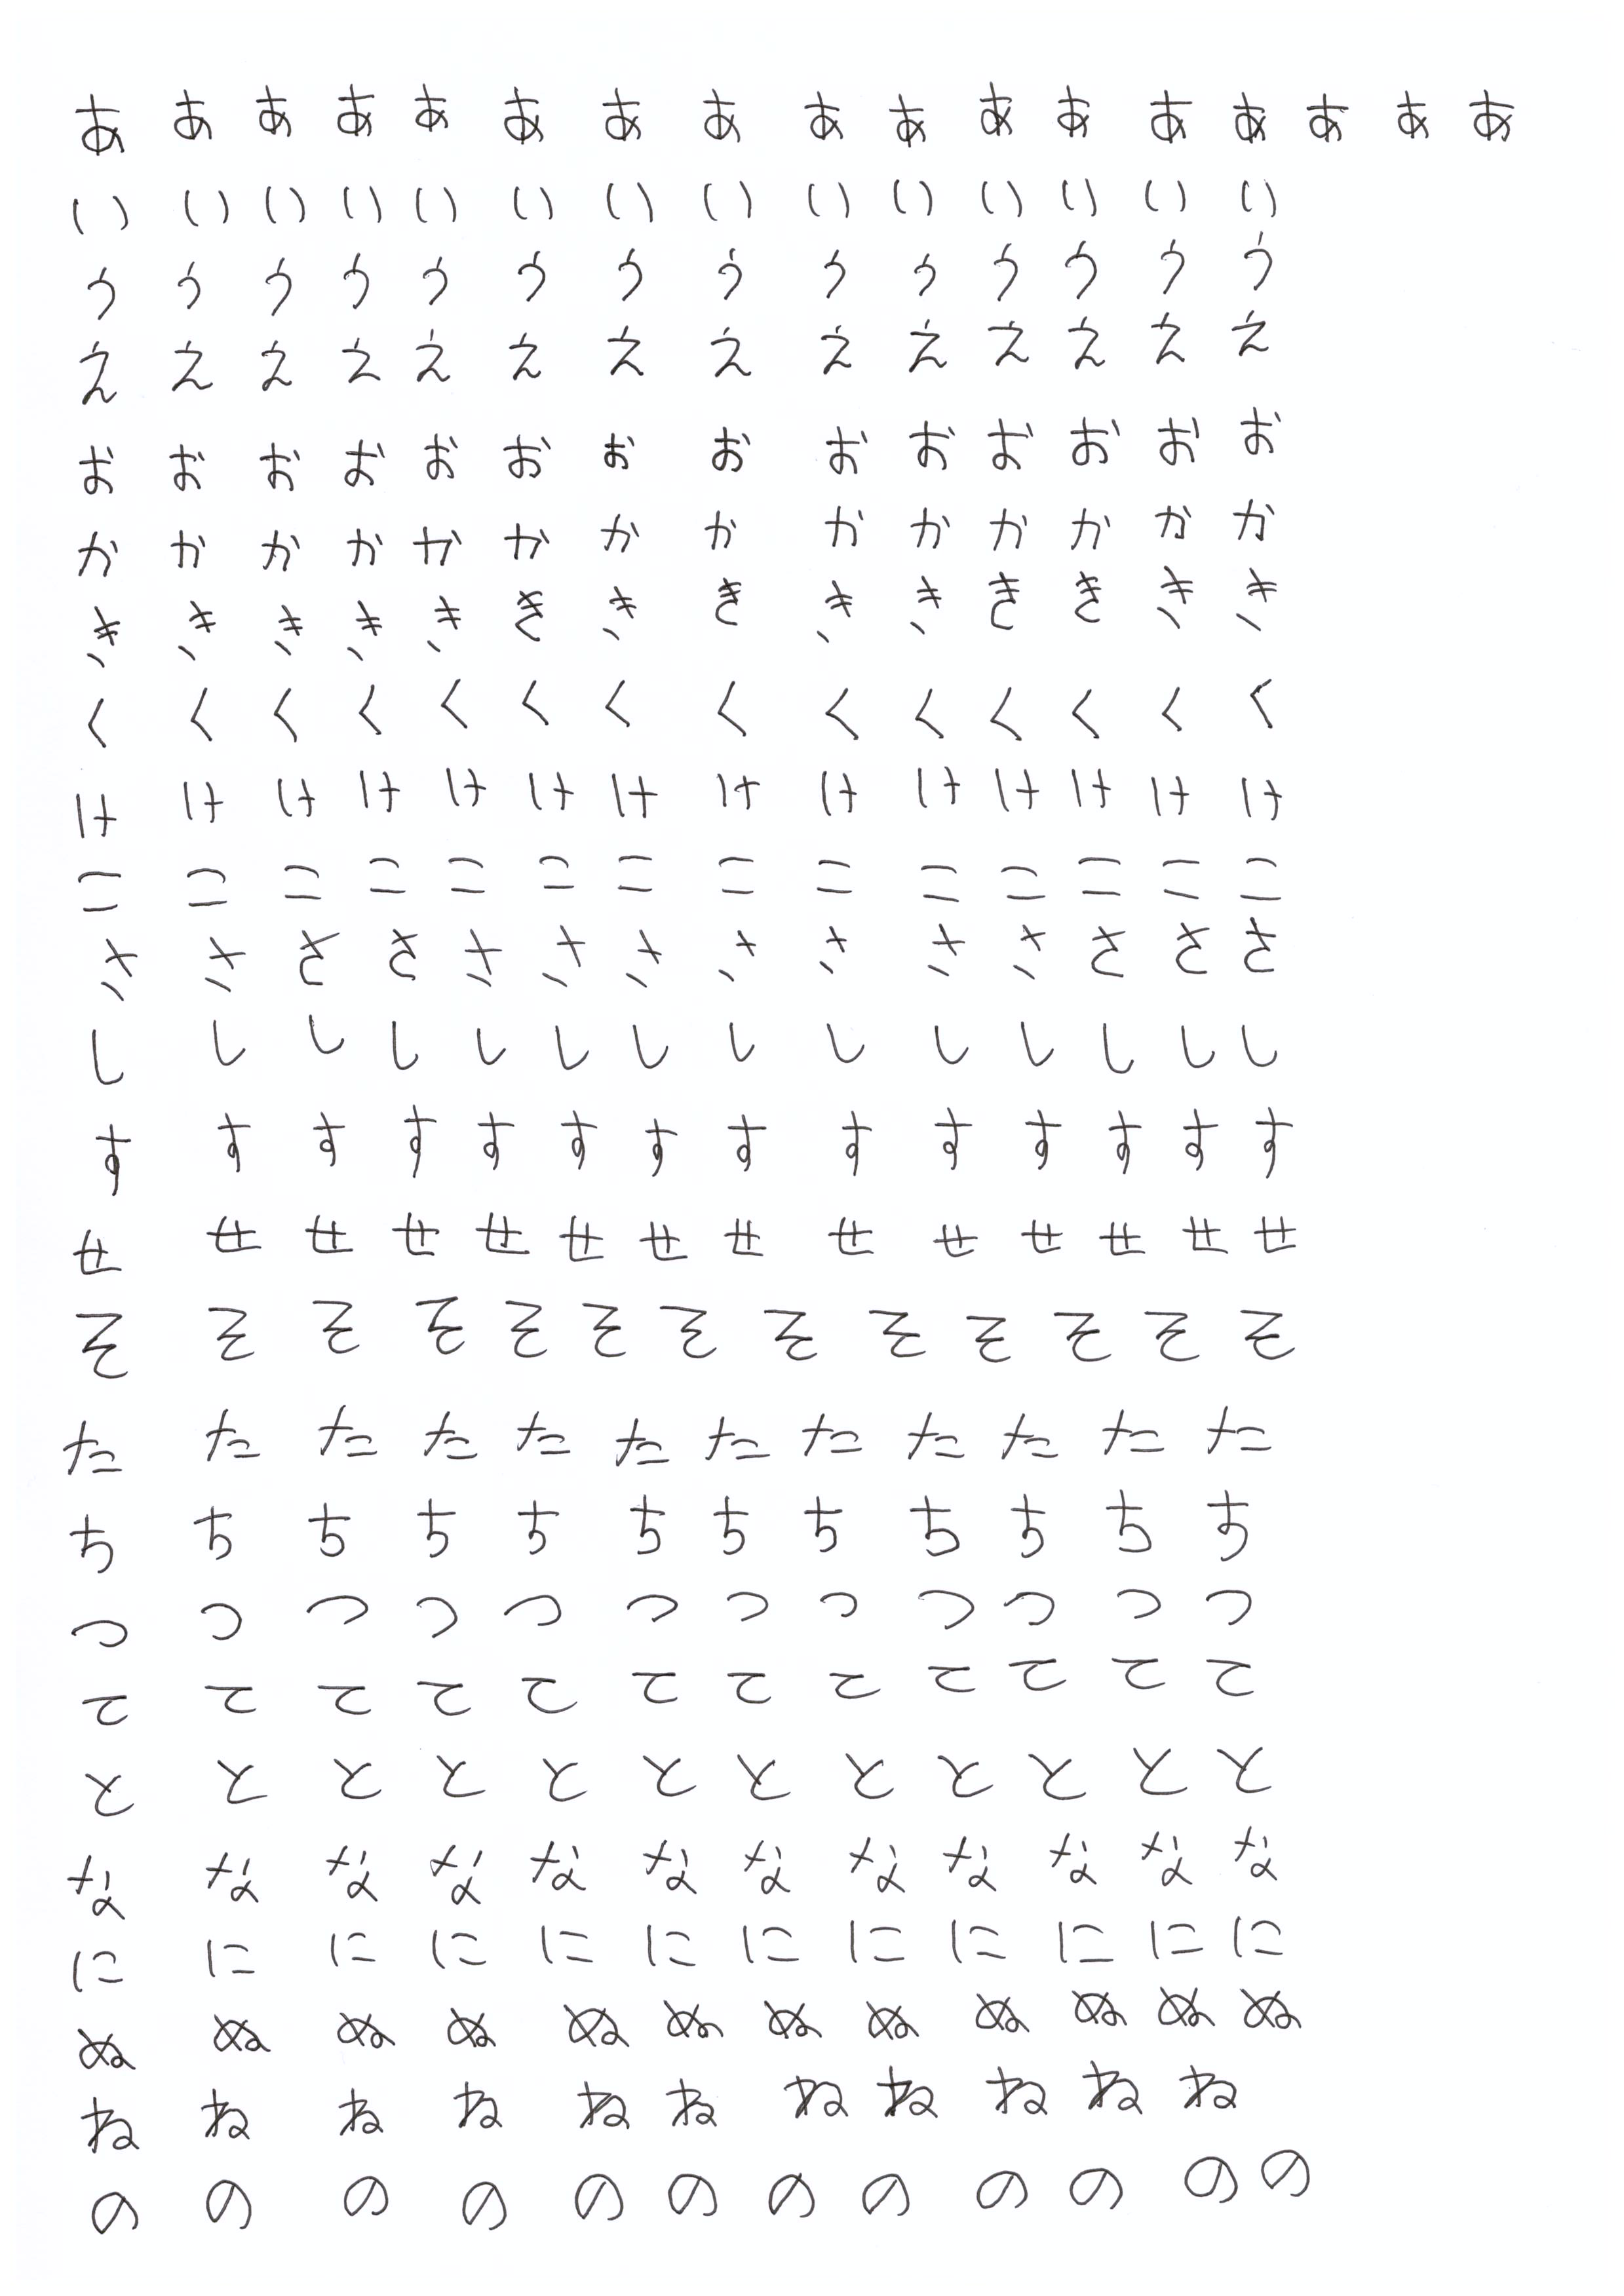 あ あ あ あ あ あ あ あ あ あ あ あ あ あ あ あ あ
い い い い い い い い い い い い い い
う う う う う う う う う う う う う う
え え え え え え え え え え え え え え
お お お お お お お お お お お お お お
か か か か か か か か か か か か か か
き き き き き き き き き き き き き き
く く く く く く く く く く く く く く
け け け け け け け け け け け け け け
こ こ こ こ こ こ こ こ こ こ こ こ こ こ
さ さ さ さ さ さ さ さ さ さ さ さ さ さ
し し し し し し し し し し し し し し
す す す す す す す す す す す す す す
せ せ せ せ せ せ せ せ せ せ せ せ せ せ
そ そ そ そ そ そ そ そ そ そ そ そ そ
た た た た た た た た た た た た
ち ち ち ち ち ち ち ち ち ち ち ち
つ つ つ つ つ つ つ つ つ つ つ つ
て て て て て て て て て て て て
と と と と と と と と と と と と
な な な な な な な な な な な な
に に に に に に に に に に に に
ぬ ぬ ぬ ぬ ぬ ぬ ぬ ぬ ぬ ぬ ぬ ぬ
ね ね ね ね ね ね ね ね ね ね ね
の の の の の の の の の の の の